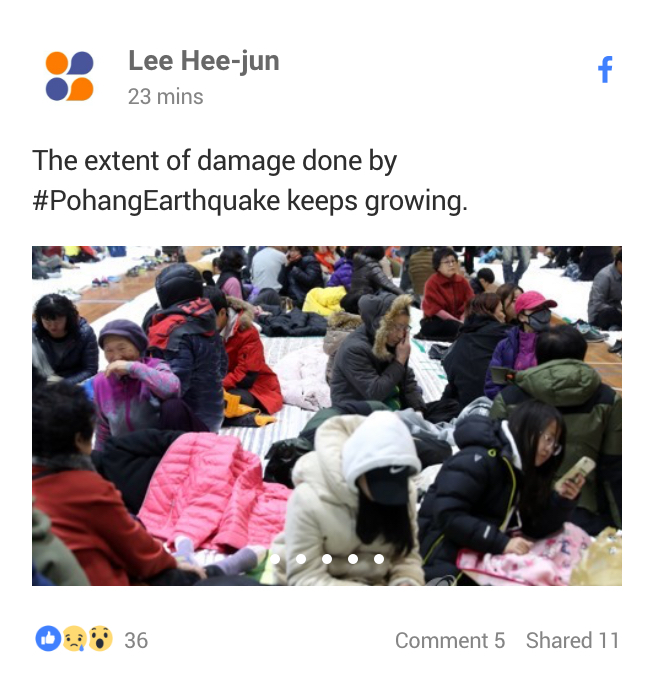 Lee Hee-jun
23 mins
The extent of damage done by
#PohangEarthquake keeps growing.
36
Comment 5 Shared 11